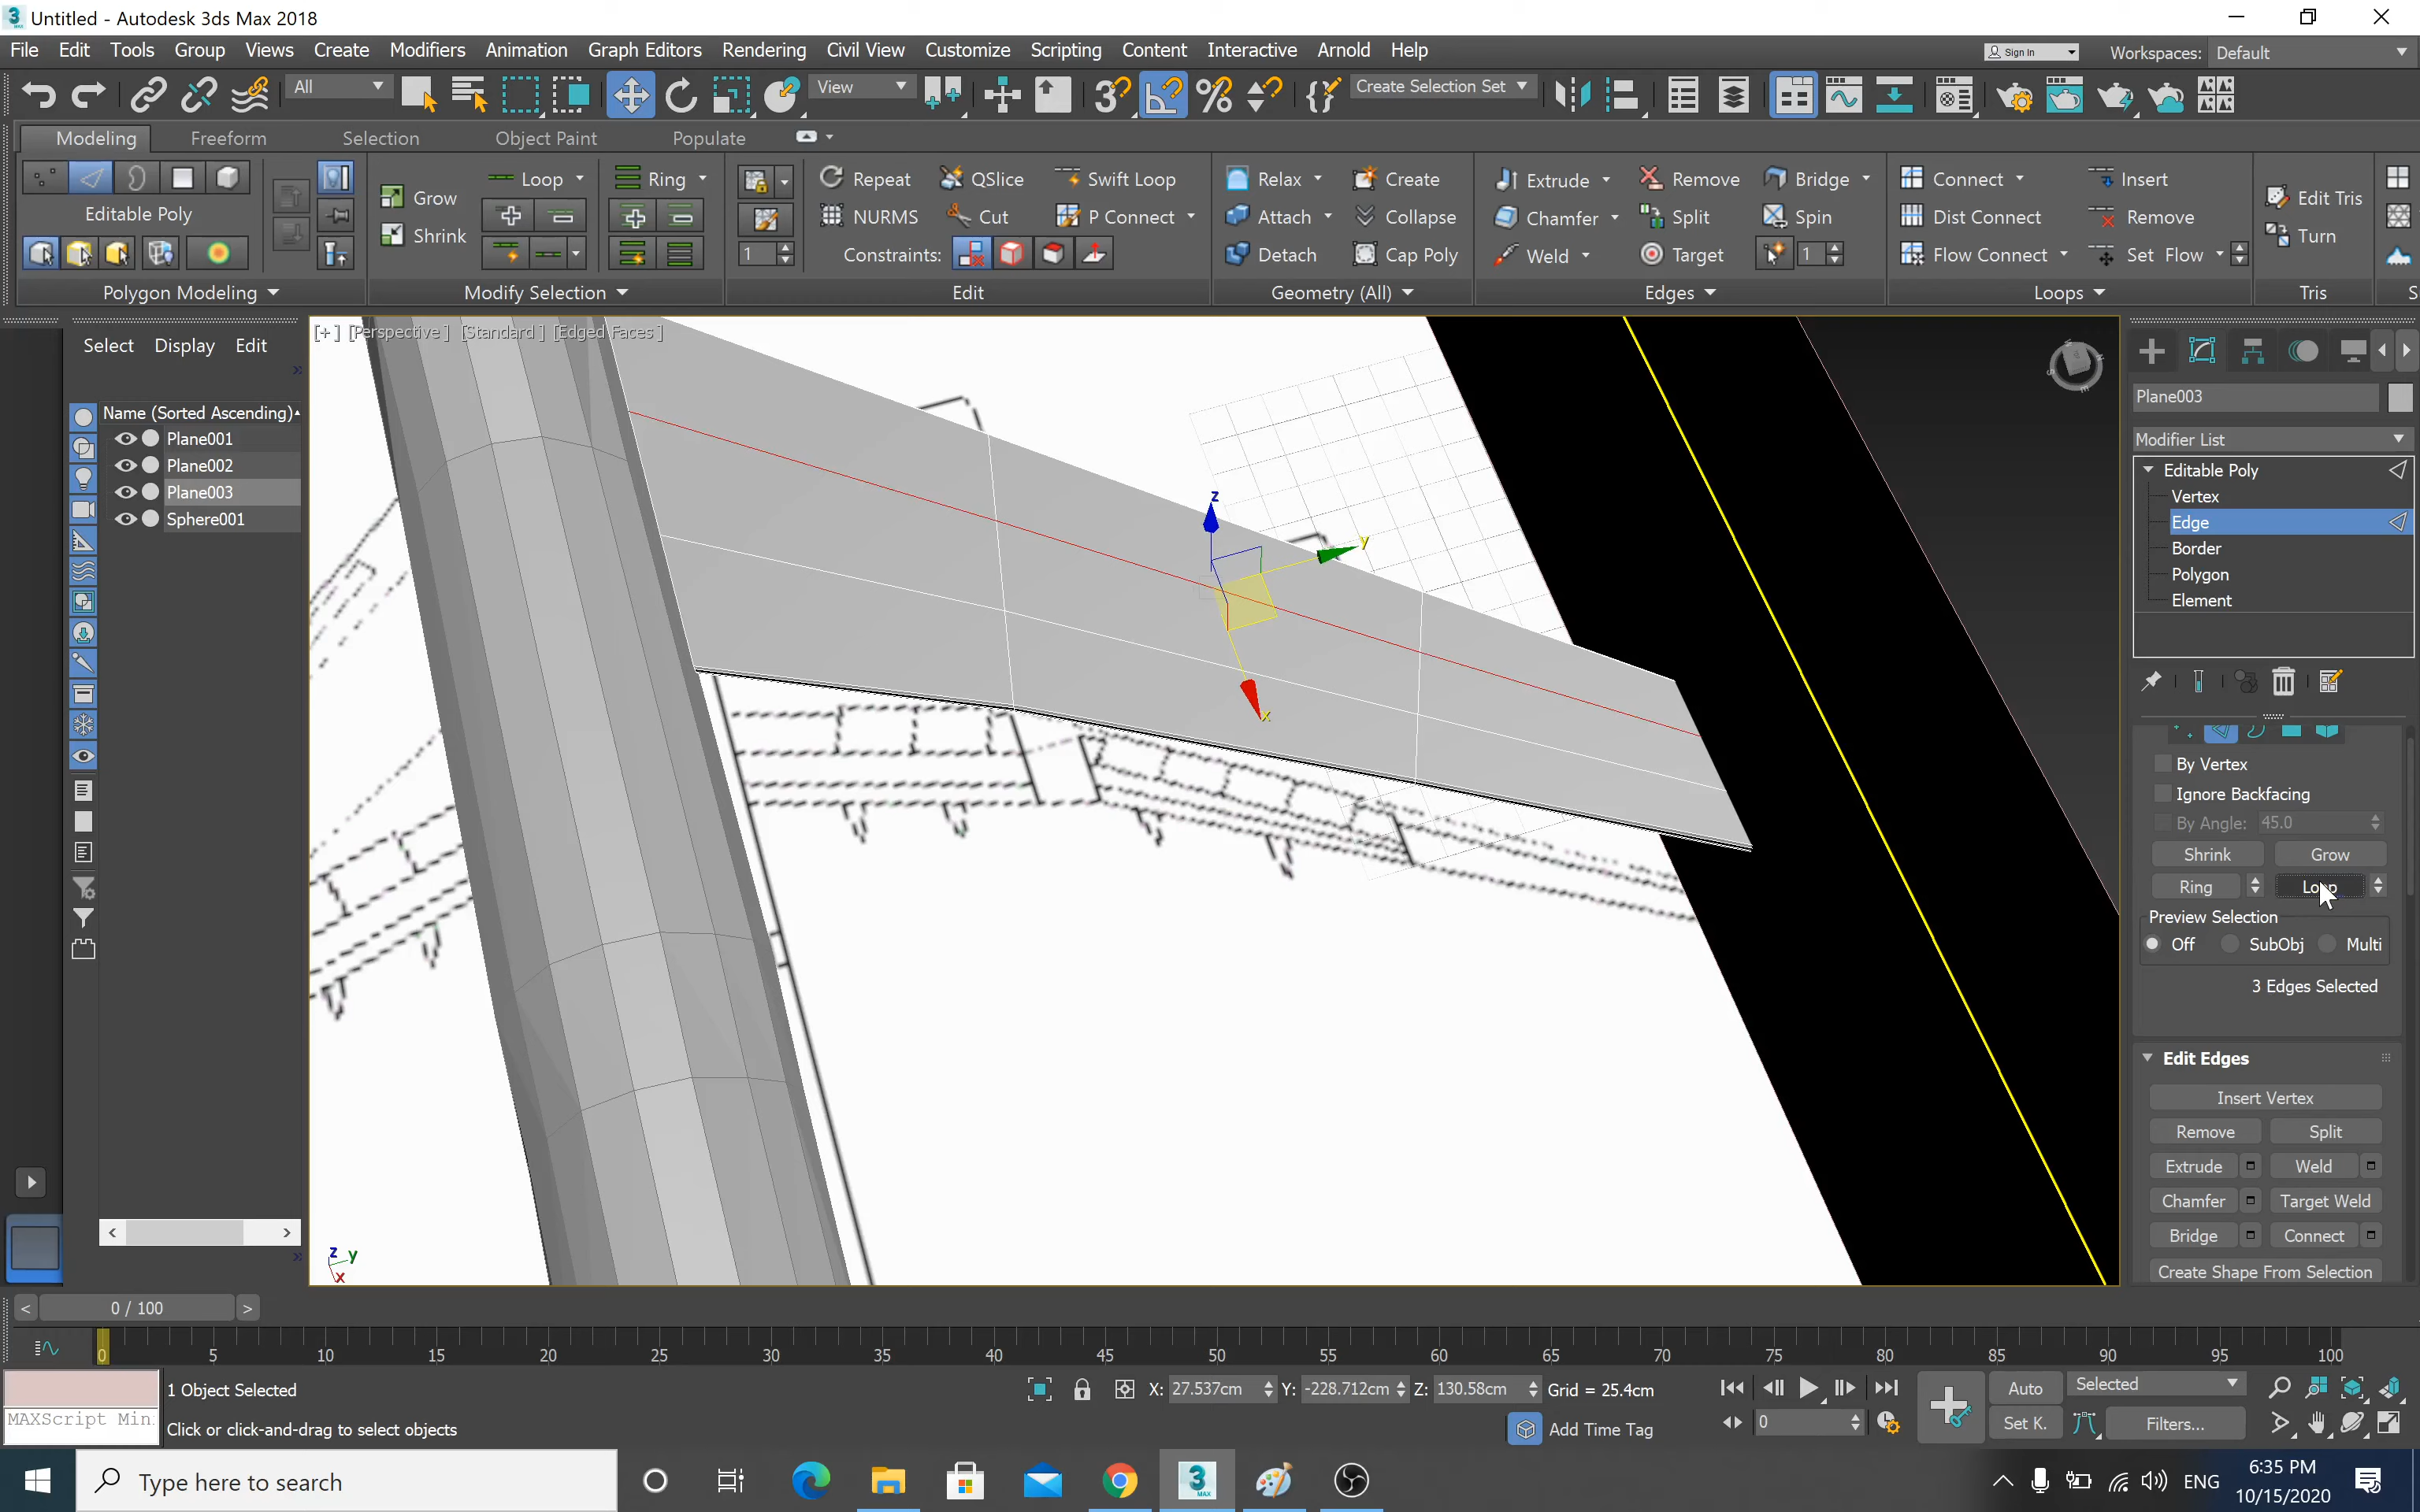 Untitled - Autodesk 3ds Max 2018
File Edit Tools Group Views Create Modifiers Animation Graph Editors Rendering Civil View Customize Scripting Content Interactive Arnold Help
Sign In Workspaces: Default
All View Create Selection Set
Modeling Freeform Selection Object Paint Populate
Loop Ring Repeat QSlice Swift Loop Relax Create Extrude Remove Bridge Connect Insert
Grow
Editable Poly
NURMS Cut P Connect Attach Collapse Chamfer Split Spin Dist Connect Remove Edit Tris
Shrink
1 Constraints: Detach Cap Poly Weld Target 1 Flow Connect Set Flow Turn
Polygon Modeling Modify Selection Edit Geometry (All) Edges Loops Tris
[+] [Perspective] [Standard] [Edged Faces]
Select Display Edit
Name (Sorted Ascending)
Plane001
Plane002
Plane003
Sphere001
z
y
x
z
y
x
Plane003
Modifier List
Editable Poly
Vertex
Edge
Border
Polygon
Element
By Vertex
Ignore Backfacing
By Angle: 45.0
Shrink Grow
Ring Loop
Preview Selection
Off SubObj Multi
3 Edges Selected
Edit Edges
Insert Vertex
Remove Split
Extrude Weld
Chamfer Target Weld
Bridge Connect
Create Shape From Selection
< 0 / 100 >
0 5 10 15 20 25 30 35 40 45 50 55 60 65 70 75 80 85 90 95 100
1 Object Selected
X: 27.537cm Y: -228.712cm Z: 130.58cm Grid = 25.4cm
Auto Selected
MAXScript Min
Click or click-and-drag to select objects
Add Time Tag
0
Set K. Filters...
Type here to search
ENG
6:35 PM
10/15/2020